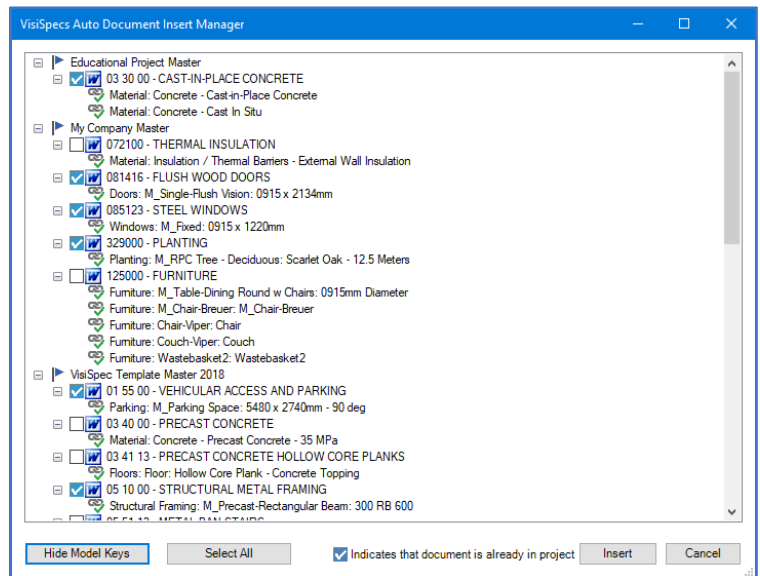 VisiSpecs Auto Document Insert Manager
Educational Project Master
03 30 00 - CAST-IN-PLACE CONCRETE
Material: Concrete - Cast-in-Place Concrete
Material: Concrete - Cast In Situ
My Company Master
072100 - THERMAL INSULATION
Material: Insulation / Thermal Barriers - External Wall Insulation
081416 - FLUSH WOOD DOORS
Doors: M_Single-Flush Vision: 0915 x 2134mm
085123 - STEEL WINDOWS
Windows: M_Fixed: 0915 x 1220mm
329000 - PLANTING
Planting: M_RPC Tree - Deciduous: Scarlet Oak - 12.5 Meters
125000 - FURNITURE
Furniture: M_Table-Dining Round w Chairs: 0915mm Diameter
Furniture: M_Chair-Breuer: M_Chair-Breuer
Furniture: Chair-Viper: Chair
Furniture: Couch-Viper: Couch
Furniture: Wastebasket2: Wastebasket2
VisiSpec Template Master 2018
01 55 00 - VEHICULAR ACCESS AND PARKING
Parking: M_Parking Space: 5480 x 2740mm - 90 deg
03 40 00 - PRECAST CONCRETE
Material: Concrete - Precast Concrete - 35 MPa
03 41 13 - PRECAST CONCRETE HOLLOW CORE PLANKS
Floors: Floor: Hollow Core Plank - Concrete Topping
05 10 00 - STRUCTURAL METAL FRAMING
Structural Framing: M_Precast-Rectangular Beam: 300 RB 600
05 51 13 - METAL PAN STAIRS
Hide Model Keys Select All Indicates that document is already in project Insert Cancel